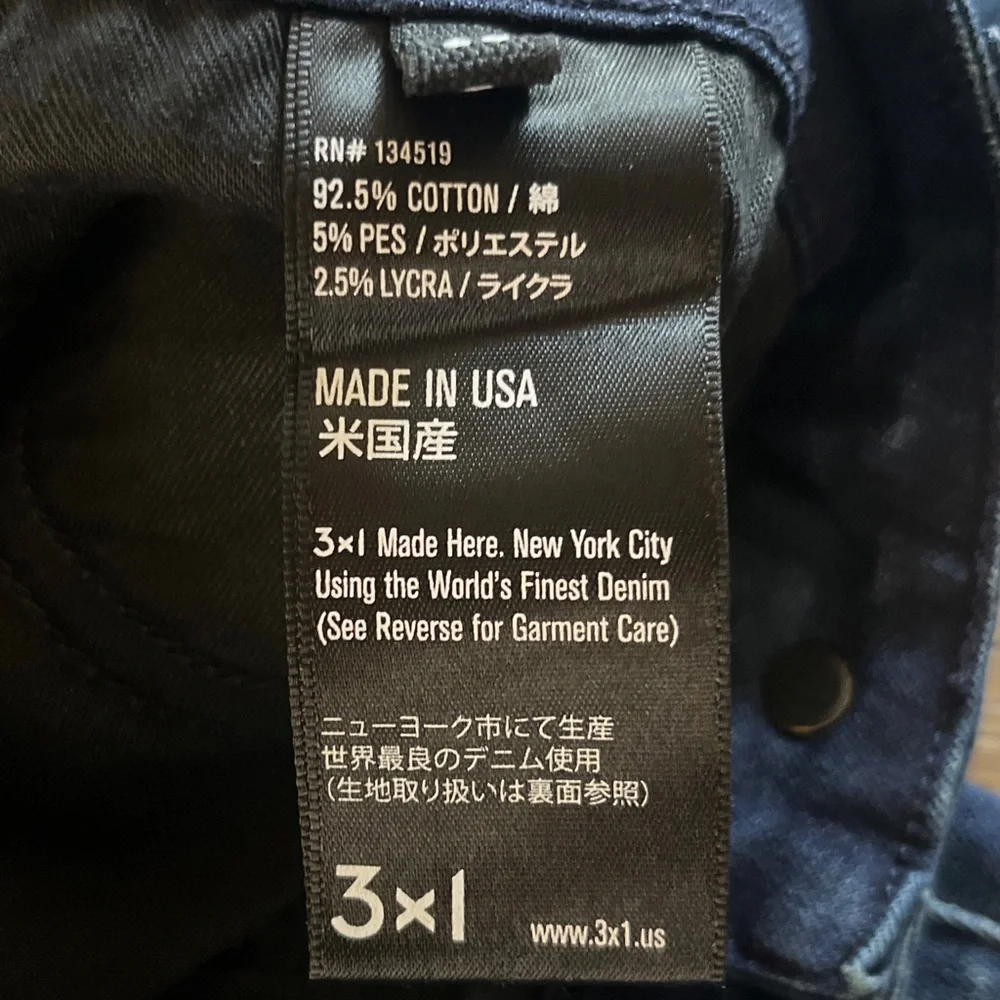 RN# 134519
92.5% COTTON / 綿
5% PES / ポリエステル
2.5% LYCRA / ライクラ
MADE IN USA
米国産
3×1 Made Here. New York City
Using the World's Finest Denim
(See Reverse for Garment Care)
ニューヨーク市にて生産
世界最良のデニム使用
(生地取り扱いは裏面参照)
3×1
www.3x1.us